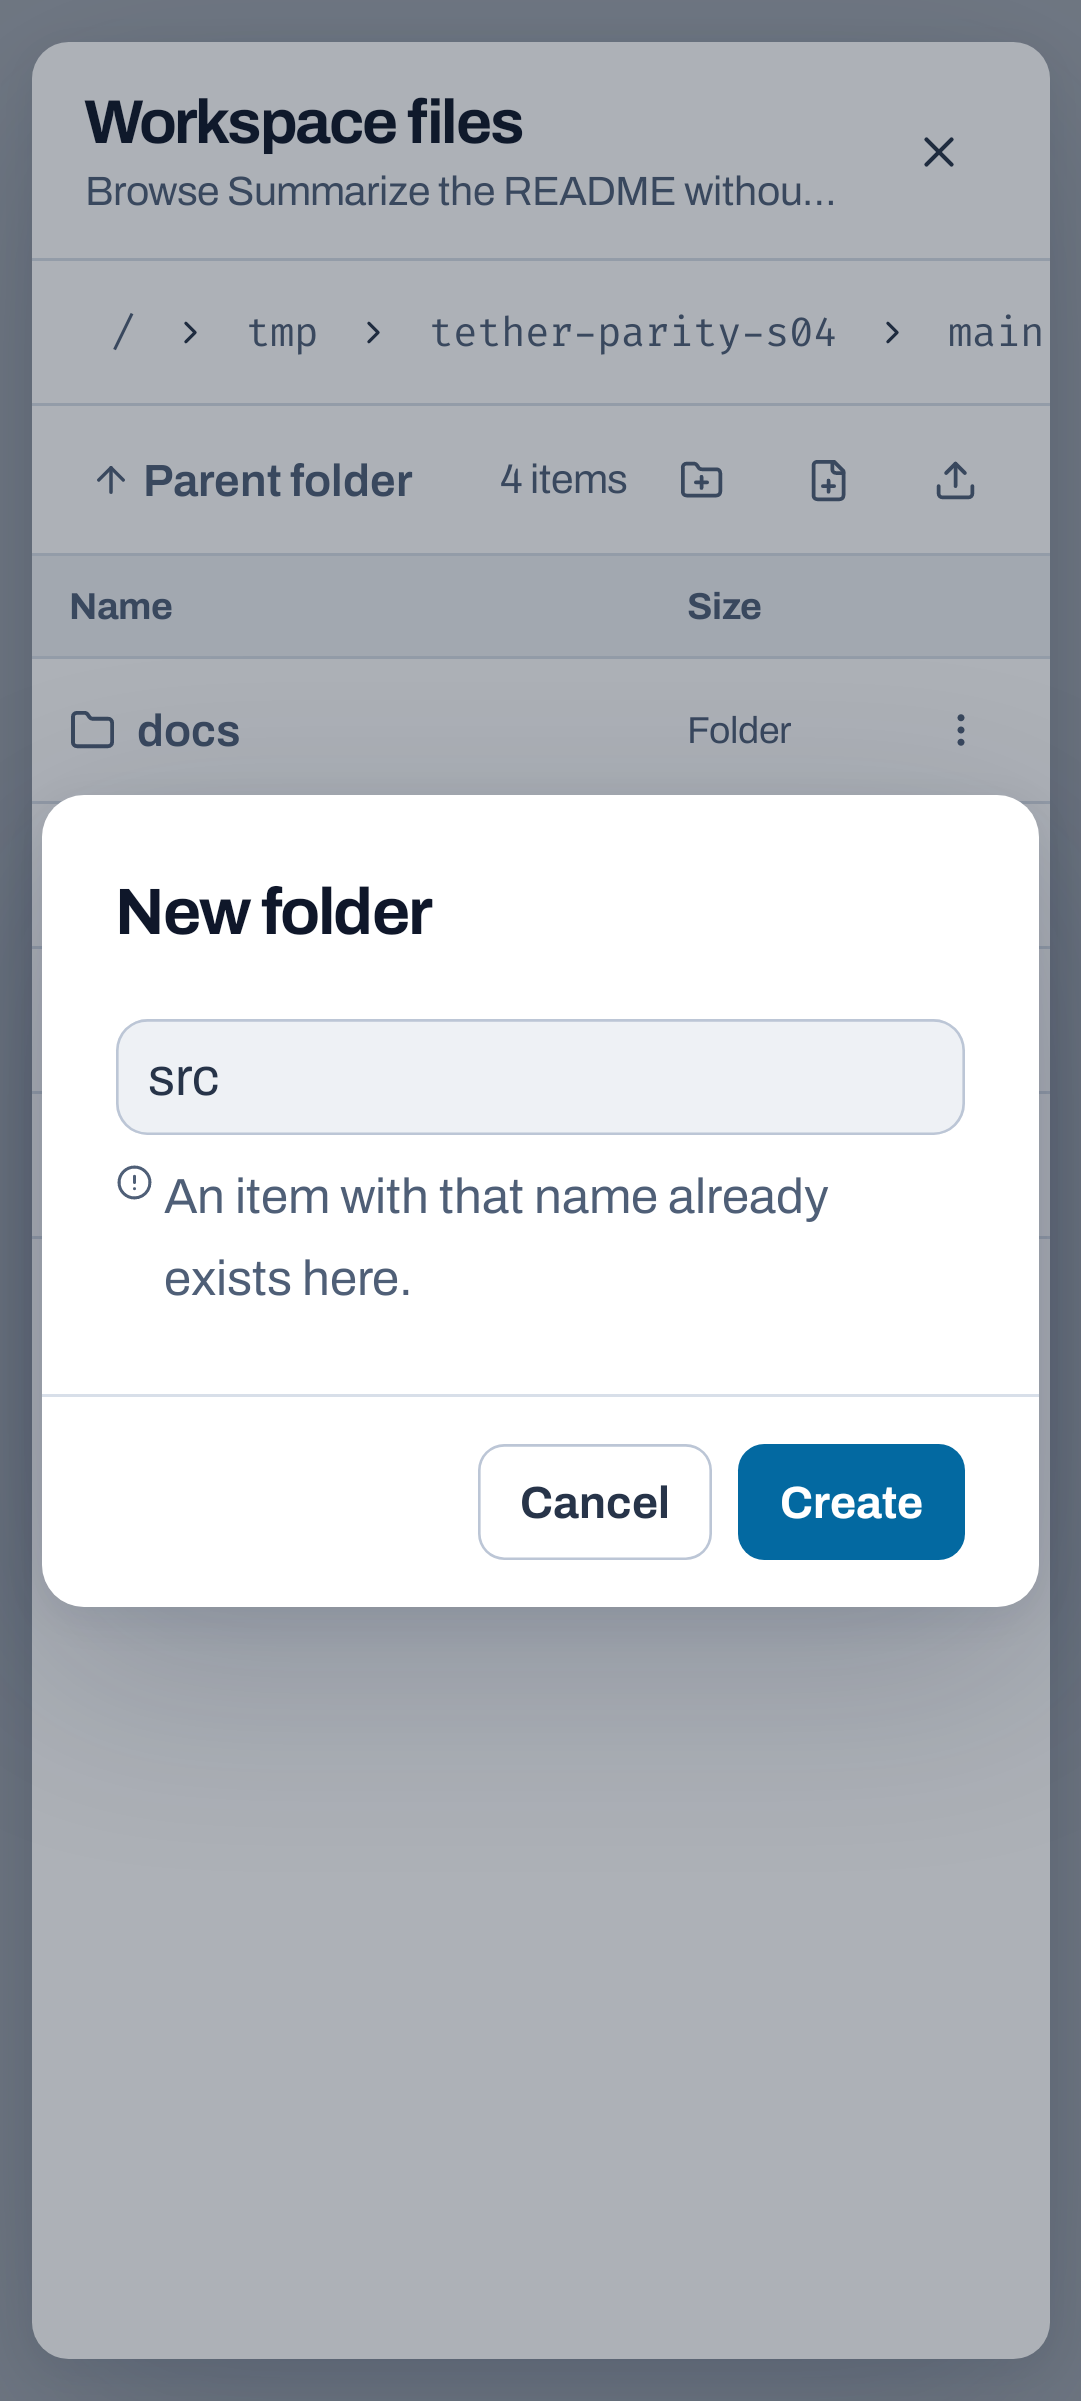 Workspace files
Browse Summarize the README withou...
/ > tmp > tether-parity-s04 > main
Parent folder 4 items
Name Size
docs Folder
New folder
src
An item with that name already
exists here.
Cancel Create